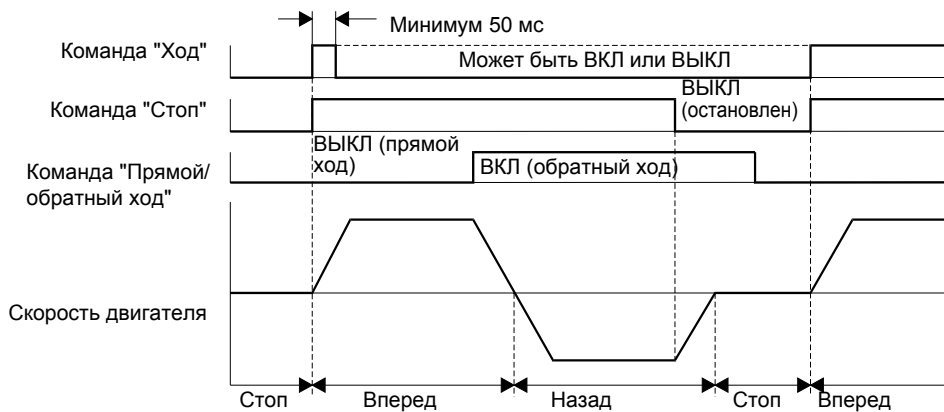 Минимум 50 мс
Команда "Ход"
Может быть ВКЛ или ВЫКЛ
Команда "Стоп"
ВЫКЛ
(остановлен)
Команда "Прямой/
обратный ход"
ВЫКЛ (прямой
ход)
ВКЛ (обратный ход)
Скорость двигателя
Стоп
Вперед
Назад
Стоп
Вперед